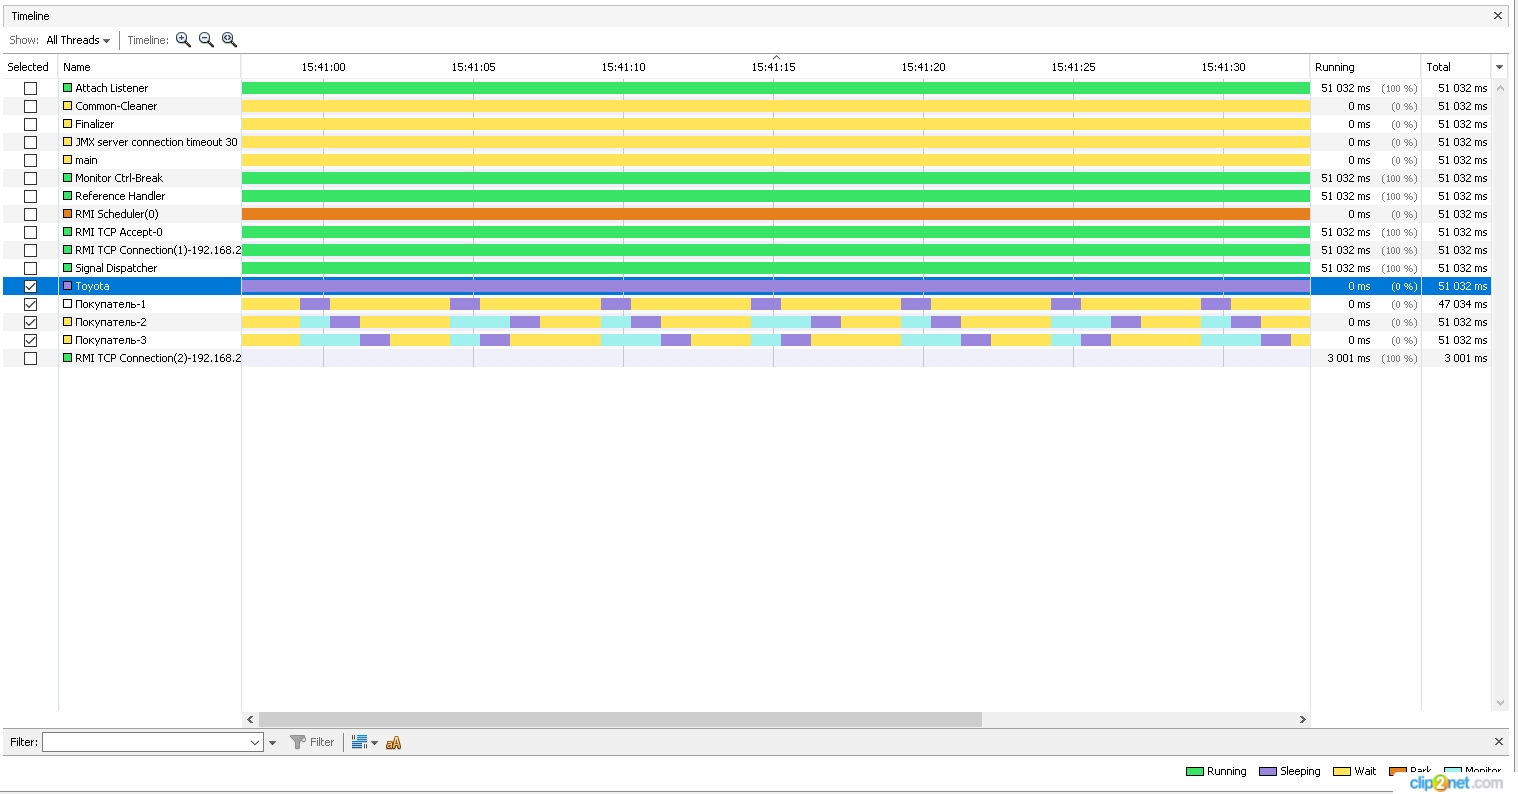 Timeline
Show: All Threads Timeline:
Selected Name 15:41:00 15:41:05 15:41:10 15:41:15 15:41:20 15:41:25 15:41:30 Running Total
Attach Listener 51 032 ms (100 %) 51 032 ms
Common-Cleaner 0 ms (0 %) 51 032 ms
Finalizer 0 ms (0 %) 51 032 ms
JMX server connection timeout 30 0 ms (0 %) 51 032 ms
main 0 ms (0 %) 51 032 ms
Monitor Ctrl-Break 51 032 ms (100 %) 51 032 ms
Reference Handler 51 032 ms (100 %) 51 032 ms
RMI Scheduler(0) 0 ms (0 %) 51 032 ms
RMI TCP Accept-0 51 032 ms (100 %) 51 032 ms
RMI TCP Connection(1)-192.168.2 51 032 ms (100 %) 51 032 ms
Signal Dispatcher 51 032 ms (100 %) 51 032 ms
Toyota 0 ms (0 %) 51 032 ms
Покупатель-1 0 ms (0 %) 47 034 ms
Покупатель-2 0 ms (0 %) 51 032 ms
Покупатель-3 0 ms (0 %) 51 032 ms
RMI TCP Connection(2)-192.168.2 3 001 ms (100 %) 3 001 ms
Filter: Filter aA
Running Sleeping Wait Park Monitor
clip2net.com